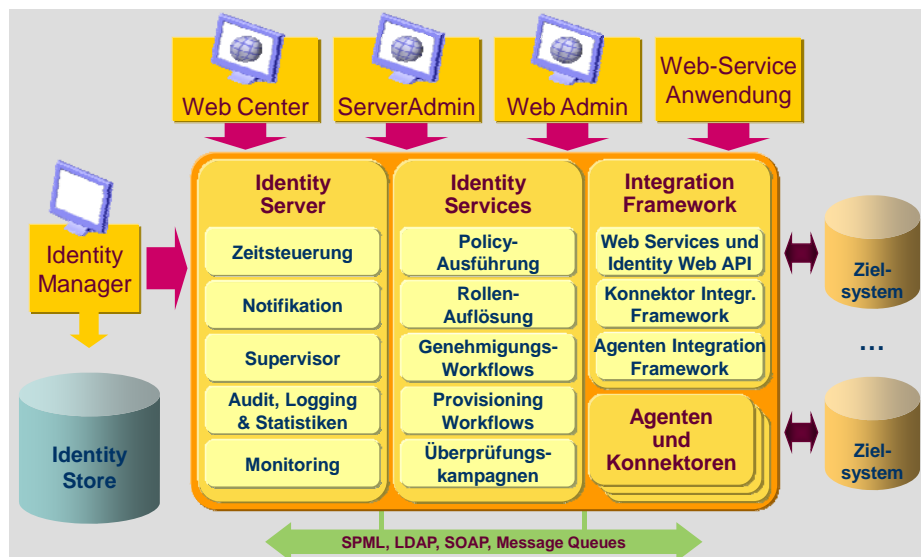 Web Center
ServerAdmin
Web Admin
Web-Service
Anwendung
Identity
Manager
Identity
Store
Identity
Server
Zeitsteuerung
Notifikation
Supervisor
Audit, Logging
& Statistiken
Monitoring
Identity
Services
Policy-
Ausführung
Rollen-
Auflösung
Genehmigungs-
Workflows
Provisioning
Workflows
Überprüfungs-
kampagnen
Integration
Framework
Web Services und
Identity Web API
Konnektor Integr.
Framework
Agenten Integration
Framework
Agenten
und
Konnektoren
Ziel-
system
...
Ziel-
system
SPML, LDAP, SOAP, Message Queues